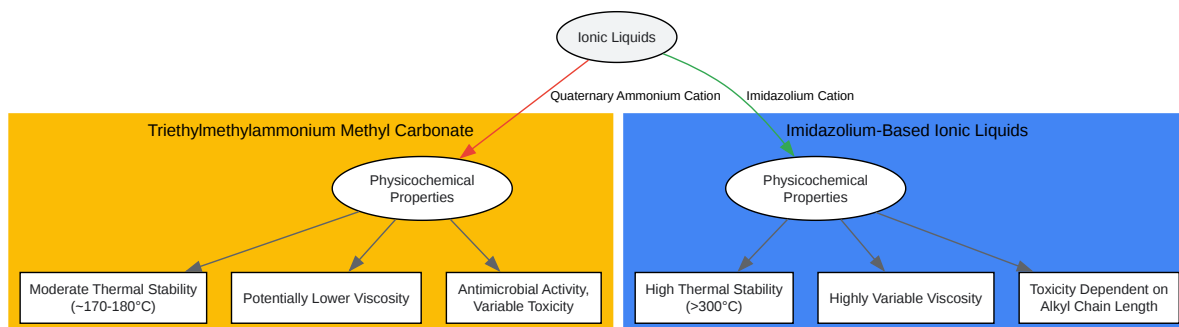 Ionic Liquids
Quaternary Ammonium Cation
Imidazolium Cation
Triethylmethylammonium Methyl Carbonate
Imidazolium-Based Ionic Liquids
Physicochemical
Properties
Physicochemical
Properties
Moderate Thermal Stability
(~170-180°C)
Potentially Lower Viscosity
Antimicrobial Activity,
Variable Toxicity
High Thermal Stability
(>300°C)
Highly Variable Viscosity
Toxicity Dependent on
Alkyl Chain Length